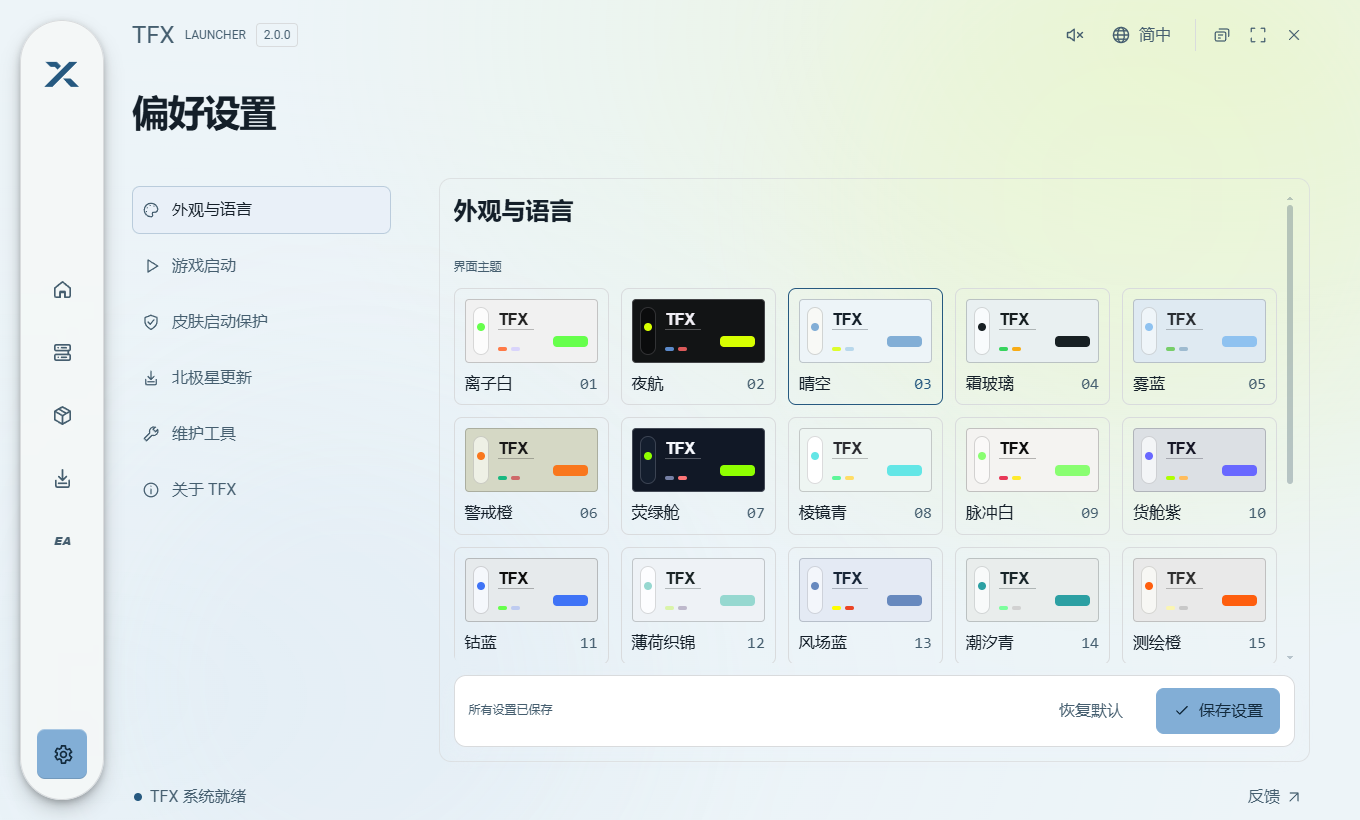 TFX LAUNCHER 2.0.0
简中
偏好设置
外观与语言
游戏启动
皮肤启动保护
北极星更新
维护工具
关于 TFX
EA
外观与语言
界面主题
TFX TFX TFX TFX TFX
离子白 01 夜航 02 晴空 03 霜玻璃 04 雾蓝 05
TFX TFX TFX TFX TFX
警戒橙 06 荧绿舱 07 棱镜青 08 脉冲白 09 货舱紫 10
TFX TFX TFX TFX TFX
钴蓝 11 薄荷织锦 12 风场蓝 13 潮汐青 14 测绘橙 15
所有设置已保存 恢复默认 保存设置
TFX 系统就绪 反馈